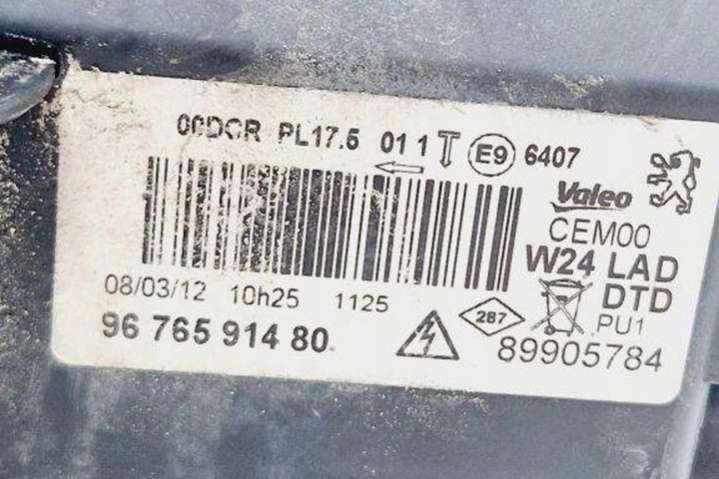 00DCR PL17.5 01 1 T E9 6407
Valeo
CEM00
W24 LAD
DTD
PU1
08/03/12 10h25 1125
96 765 914 80
287
89905784